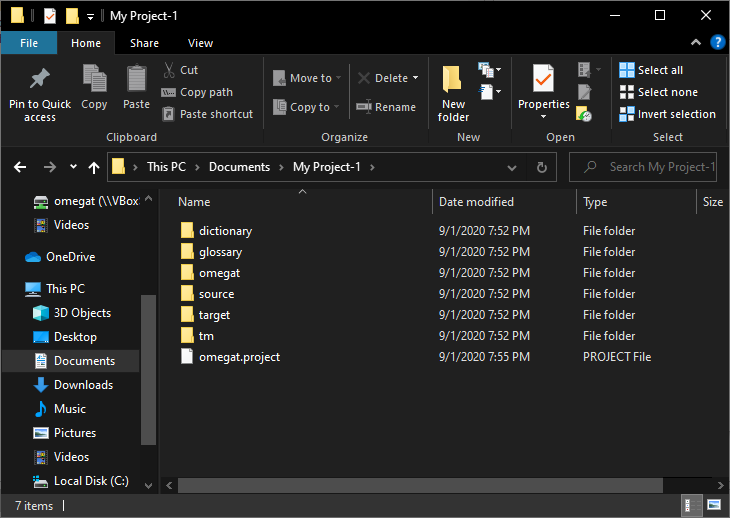 My Project-1
File Home Share View
Pin to Quick access
Copy
Paste
Cut
Copy path
Paste shortcut
Clipboard
Move to
Copy to
Delete
Rename
Organize
New folder
New
Properties
Open
Select all
Select none
Invert selection
Select
This PC Documents My Project-1
Search My Project-1
omegat (\\VBox
Videos
OneDrive
This PC
3D Objects
Desktop
Documents
Downloads
Music
Pictures
Videos
Local Disk (C:)
Name Date modified Type Size
dictionary 9/1/2020 7:52 PM File folder
glossary 9/1/2020 7:52 PM File folder
omegat 9/1/2020 7:52 PM File folder
source 9/1/2020 7:52 PM File folder
target 9/1/2020 7:52 PM File folder
tm 9/1/2020 7:52 PM File folder
omegat.project 9/1/2020 7:55 PM PROJECT File
7 items